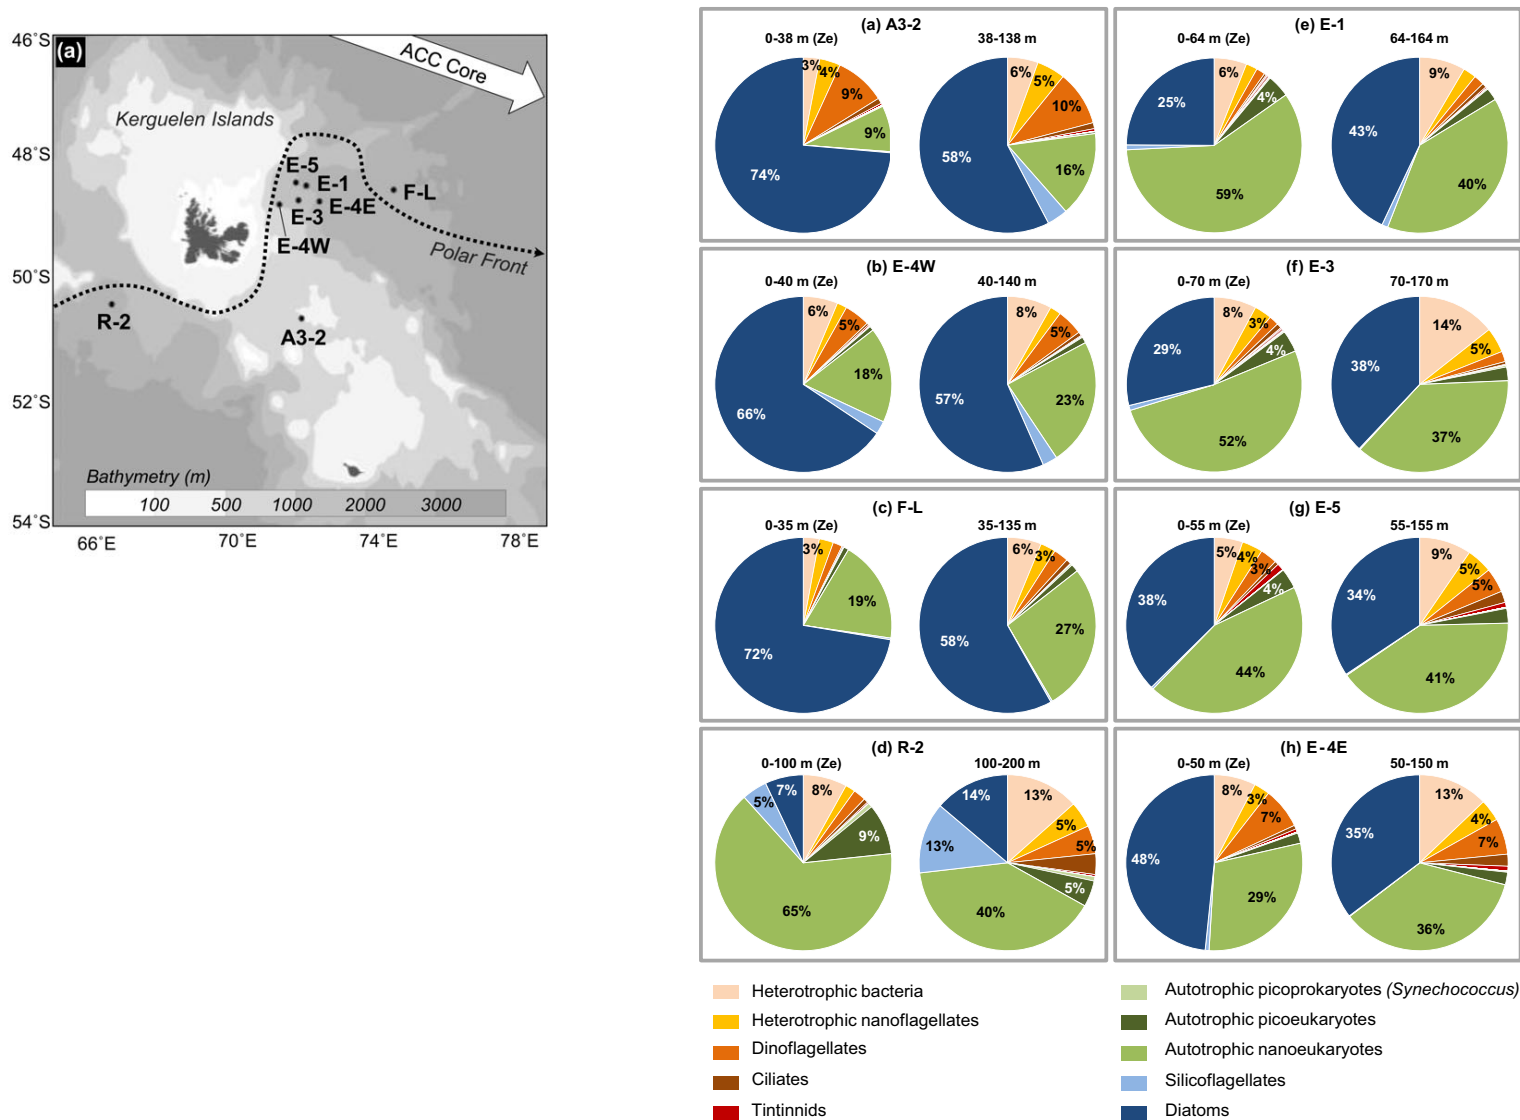 (a)
46°S
48°S
50°S
52°S
54°S
66°E
70°E
74°E
78°E
ACC Core
Kerguelen Islands
E-5
E-1
F-L
E-4E
E-3
E-4W
Polar Front
R-2
A3-2
Bathymetry (m)
100 500 1000 2000 3000
(a) A3-2
0-38 m (Ze) 38-138 m
3% 4% 9% 9% 74%
6% 5% 10% 16% 58%
(b) E-4W
0-40 m (Ze) 40-140 m
6% 5% 18% 66%
8% 5% 23% 57%
(c) F-L
0-35 m (Ze) 35-135 m
3% 19% 72%
6% 3% 27% 58%
(d) R-2
0-100 m (Ze) 100-200 m
8% 9% 65% 5% 7%
13% 5% 5% 5% 40% 13% 14%
(e) E-1
0-64 m (Ze) 64-164 m
6% 4% 59% 25%
9% 40% 43%
(f) E-3
0-70 m (Ze) 70-170 m
8% 3% 4% 52% 29%
14% 5% 37% 38%
(g) E-5
0-55 m (Ze) 55-155 m
5% 4% 3% 4% 44% 38%
9% 5% 5% 41% 34%
(h) E-4E
0-50 m (Ze) 50-150 m
8% 3% 7% 29% 48%
13% 4% 7% 36% 35%
Heterotrophic bacteria
Heterotrophic nanoflagellates
Dinoflagellates
Ciliates
Tintinnids
Autotrophic picoprokaryotes (Synechococcus)
Autotrophic picoeukaryotes
Autotrophic nanoeukaryotes
Silicoflagellates
Diatoms